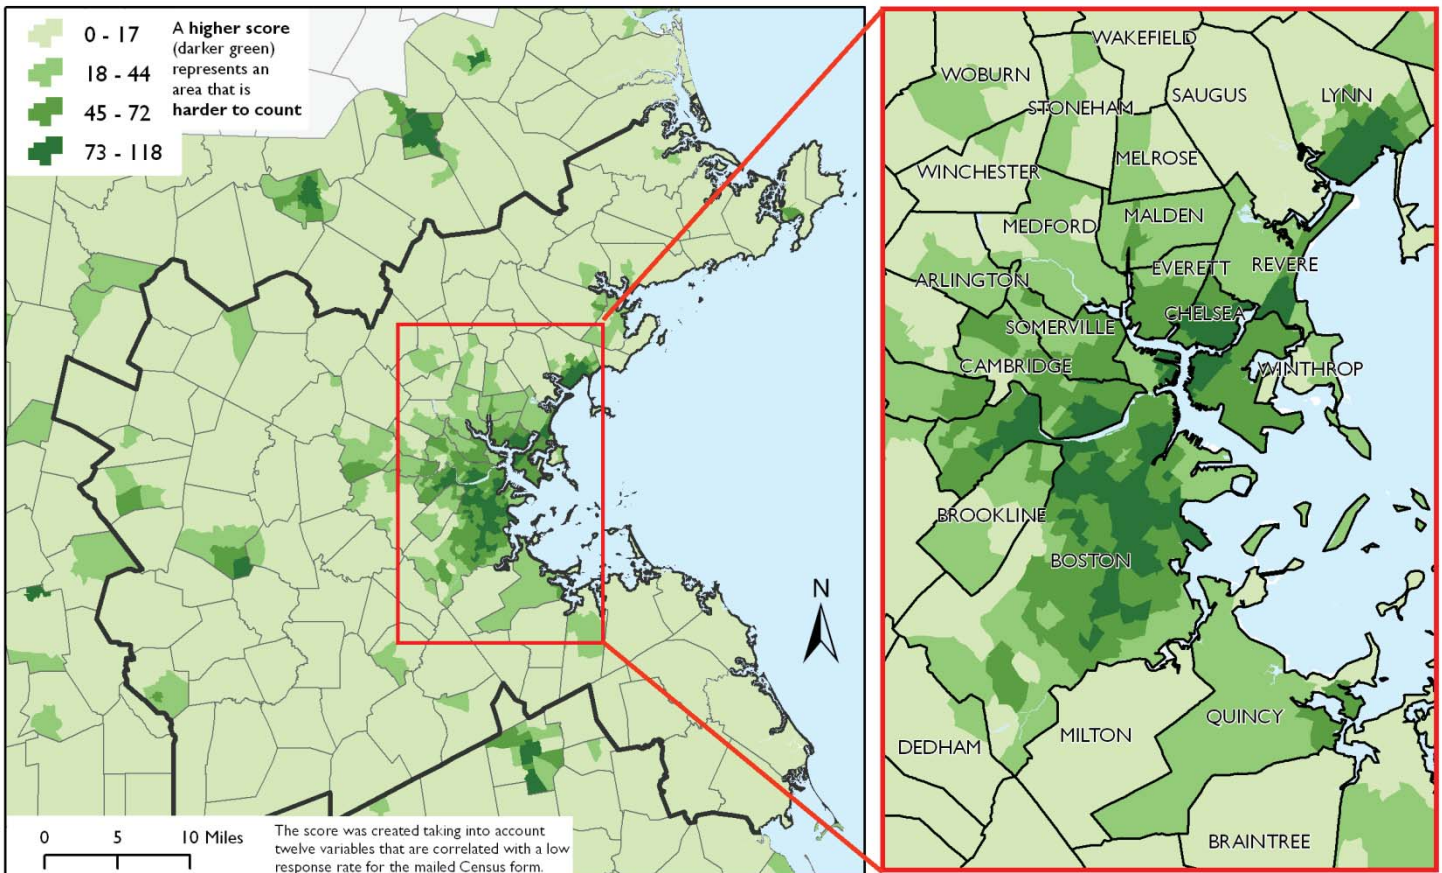 0 - 17
18 - 44
45 - 72
73 - 118
A higher score
(darker green)
represents an
area that is
harder to count
N
0 5 10 Miles
The score was created taking into account
twelve variables that are correlated with a low
response rate for the mailed Census form.
WAKEFIELD
WOBURN
STONEHAM
SAUGUS
LYNN
WINCHESTER
MELROSE
MEDFORD
MALDEN
ARLINGTON
EVERETT
REVERE
SOMERVILLE
CHELSEA
CAMBRIDGE
WINTHROP
BROOKLINE
BOSTON
QUINCY
DEDHAM
MILTON
BRAINTREE